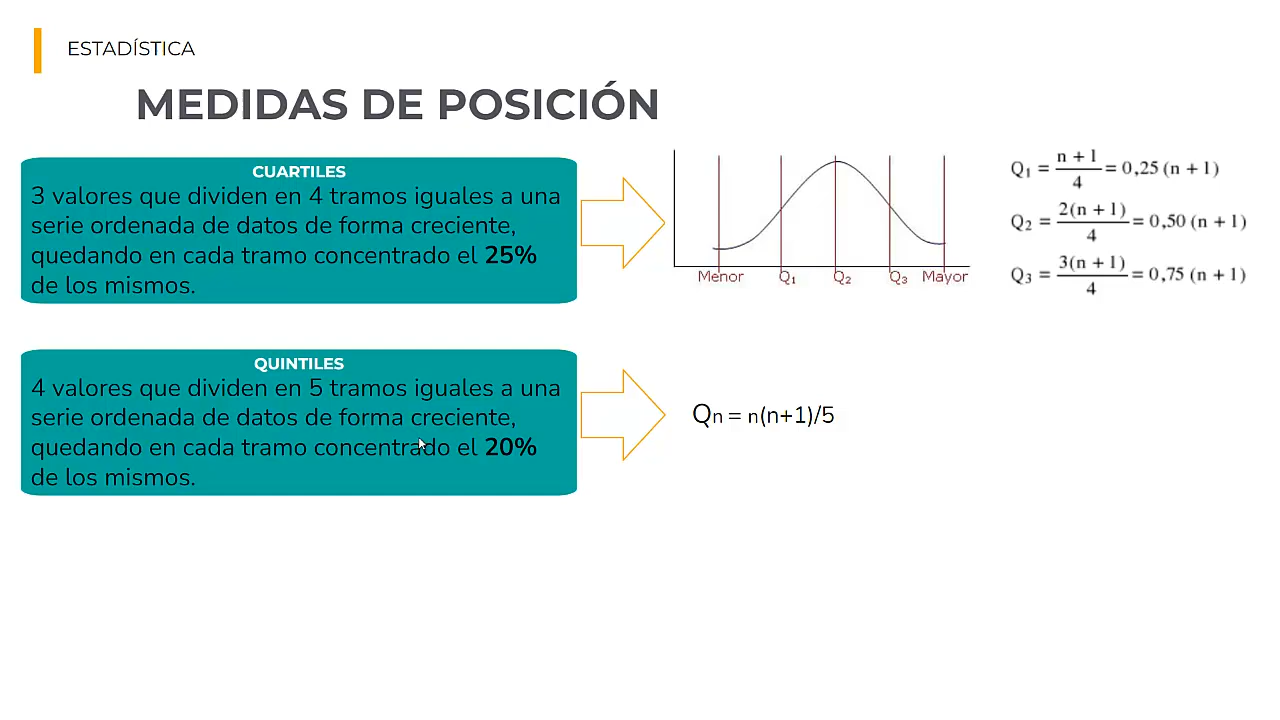 ESTADÍSTICA
MEDIDAS DE POSICIÓN
CUARTILES
3 valores que dividen en 4 tramos iguales a una
serie ordenada de datos de forma creciente,
quedando en cada tramo concentrado el 25%
de los mismos.
Menor Q₁ Q₂ Q₃ Mayor
Q₁ = n + 1 / 4 = 0,25 (n + 1)
Q₂ = 2(n + 1) / 4 = 0,50 (n + 1)
Q₃ = 3(n + 1) / 4 = 0,75 (n + 1)
QUINTILES
4 valores que dividen en 5 tramos iguales a una
serie ordenada de datos de forma creciente,
quedando en cada tramo concentrado el 20%
de los mismos.
Qn = n(n+1)/5